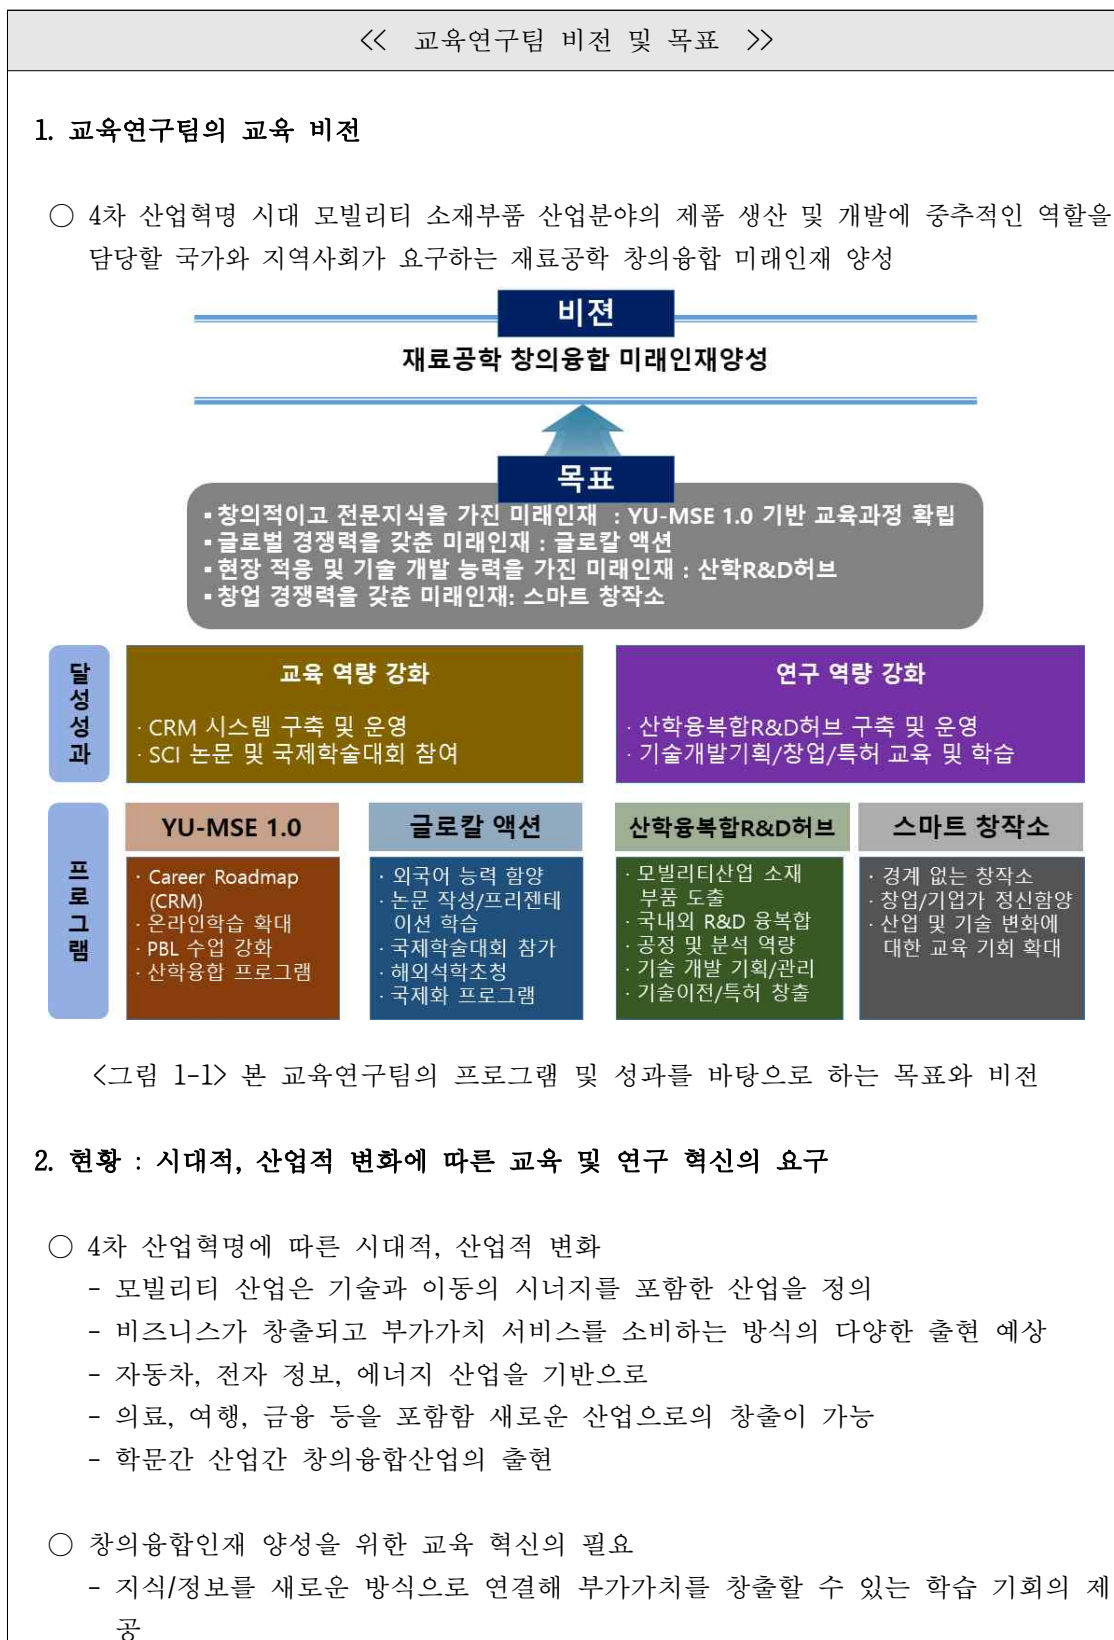 << 교육연구팀 비전 및 목표 >>
1. 교육연구팀의 교육 비전
○ 4차 산업혁명 시대 모빌리티 소재부품 산업분야의 제품 생산 및 개발에 중추적인 역할을
담당할 국가와 지역사회가 요구하는 재료공학 창의융합 미래인재 양성
비젼
재료공학 창의융합 미래인재양성
목표
▪ 창의적이고 전문지식을 가진 미래인재 : YU-MSE 1.0 기반 교육과정 확립
▪ 글로벌 경쟁력을 갖춘 미래인재 : 글로칼 액션
▪ 현장 적응 및 기술 개발 능력을 가진 미래인재 : 산학R&D허브
▪ 창업 경쟁력을 갖춘 미래인재: 스마트 창작소
달성성과
교육 역량 강화
· CRM 시스템 구축 및 운영
· SCI 논문 및 국제학술대회 참여
연구 역량 강화
· 산학융복합R&D허브 구축 및 운영
· 기술개발기획/창업/특허 교육 및 학습
프로그램
YU-MSE 1.0
· Career Roadmap
(CRM)
· 온라인학습 확대
· PBL 수업 강화
· 산학융합 프로그램
글로칼 액션
· 외국어 능력 함양
· 논문 작성/프리젠테
이션 학습
· 국제학술대회 참가
· 해외석학초청
· 국제화 프로그램
산학융복합R&D허브
· 모빌리티산업 소재
부품 도출
· 국내외 R&D 융복합
· 공정 및 분석 역량
· 기술 개발 기획/관리
· 기술이전/특허 창출
스마트 창작소
· 경계 없는 창작소
· 창업/기업가 정신함양
· 산업 및 기술 변화에
대한 교육 기회 확대
<그림 1-1> 본 교육연구팀의 프로그램 및 성과를 바탕으로 하는 목표와 비전
2. 현황 : 시대적, 산업적 변화에 따른 교육 및 연구 혁신의 요구
○ 4차 산업혁명에 따른 시대적, 산업적 변화
- 모빌리티 산업은 기술과 이동의 시너지를 포함한 산업을 정의
- 비즈니스가 창출되고 부가가치 서비스를 소비하는 방식의 다양한 출현 예상
- 자동차, 전자 정보, 에너지 산업을 기반으로
- 의료, 여행, 금융 등을 포함함 새로운 산업으로의 창출이 가능
- 학문간 산업간 창의융합산업의 출현
○ 창의융합인재 양성을 위한 교육 혁신의 필요
- 지식/정보를 새로운 방식으로 연결해 부가가치를 창출할 수 있는 학습 기회의 제
공